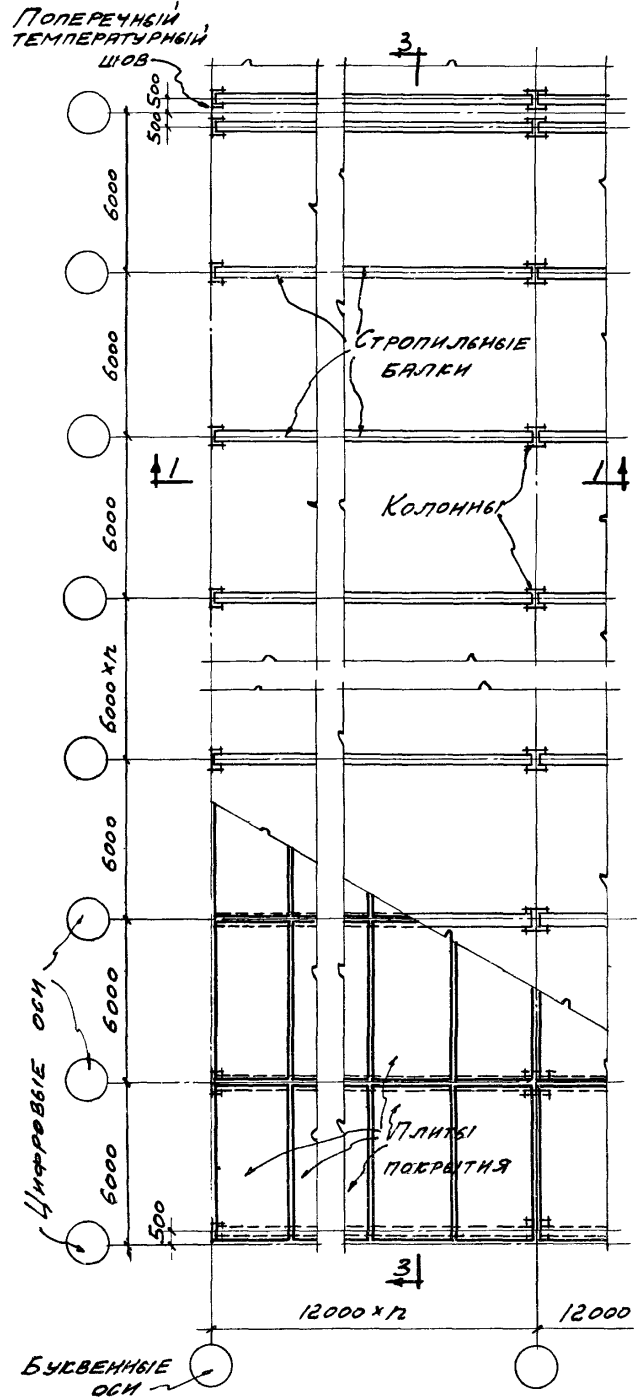 Поперечный
температурный
шов
3
500
500
6000
6000
Стропильные
балки
1
1
Колонны
6000
6000×п
6000
6000
Цифровые оси
Плиты
покрытия
6000
500
3
12000×п
12000
Буквенные
оси